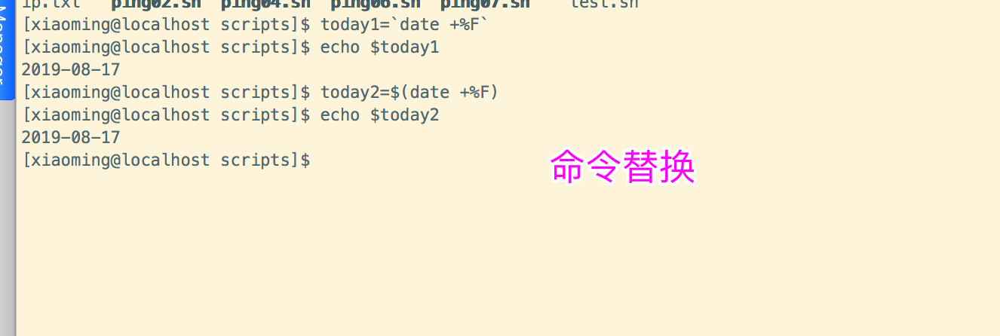 ip.txt ping02.sh ping04.sh ping06.sh ping07.sh test.sh
[xiaoming@localhost scripts]$ today1=`date +%F`
[xiaoming@localhost scripts]$ echo $today1
2019-08-17
[xiaoming@localhost scripts]$ today2=$(date +%F)
[xiaoming@localhost scripts]$ echo $today2
2019-08-17
[xiaoming@localhost scripts]$
命令替换